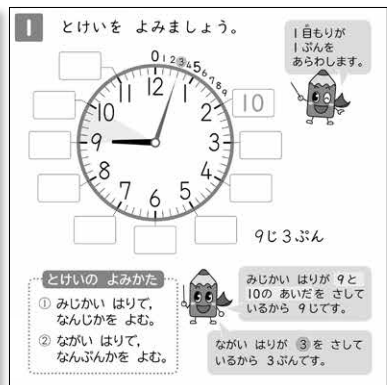 1 とけいを よみましょう。
1目もりが
1ぷんを
あらわします。
0 1 2 3 4 5 6 7 8 9
12
11 1
10 2
10
9 3
8 4
7 5
6
9じ3ぷん
とけいの よみかた
① みじかい はりで,
なんじかを よむ。
② ながい はりで,
なんぷんかを よむ。
みじかい はりが 9と
10の あいだを さして
いるから 9じです。
ながい はりが 3を さして
いるから 3ぷんです。